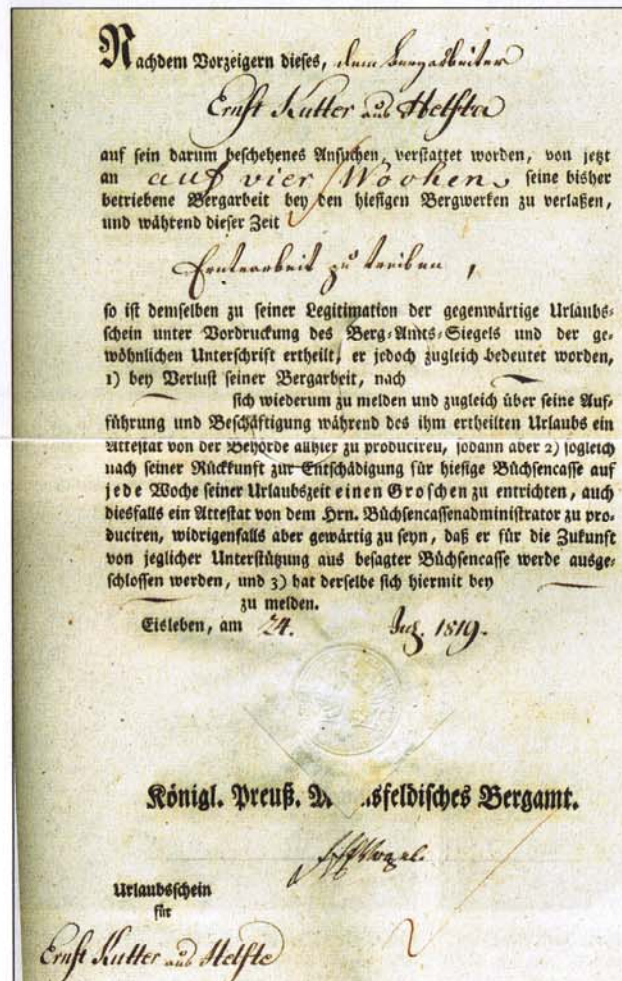 Nachdem Vorzeigern dieses, dem Bergarbeiter
Ernst Kutter aus Helfta
auf sein darum beschehenes Ansuchen, verstattet worden, von jetzt
an auf vier Wochen, seine bisher
betriebene Bergarbeit bey den hiesigen Bergwerken zu verlaßen,
und während dieser Zeit
Erntearbeit zu treiben,
so ist demselben zu seiner Legitimation der gegenwärtige Urlaubs-
schein unter Vordruckung des Berg-Amts-Siegels und der ge-
wöhnlichen Unterschrift ertheilt, er jedoch zugleich bedeutet worden,
1) bey Verlust seiner Bergarbeit, nach
sich wiederum zu melden und zugleich über seine Auf-
führung und Beschäftigung während des ihm ertheilten Urlaubs ein
Attestat von der Behörde allhier zu produciren, sodann aber 2) sogleich
nach seiner Rückkunft zur Entschädigung für hiesige Büchsencasse auf
jede Woche seiner Urlaubszeit einen Groschen zu entrichten, auch
diesfalls ein Attestat von dem Hrn. Büchsencassenadministrator zu pro-
duciren, widrigenfalls aber gewärtig zu seyn, daß er für die Zukunft
von jeglicher Unterstützung aus besagter Büchsencasse werde ausge-
schlossen werden, und 3) hat derselbe sich hiermit bey
zu melden.
Eisleben, am 24. 1819.
Königl. Preuß. M  nsfeldisches Bergamt.
Vogel.
Urlaubsschein
für
Ernst Kutter aus Helfta